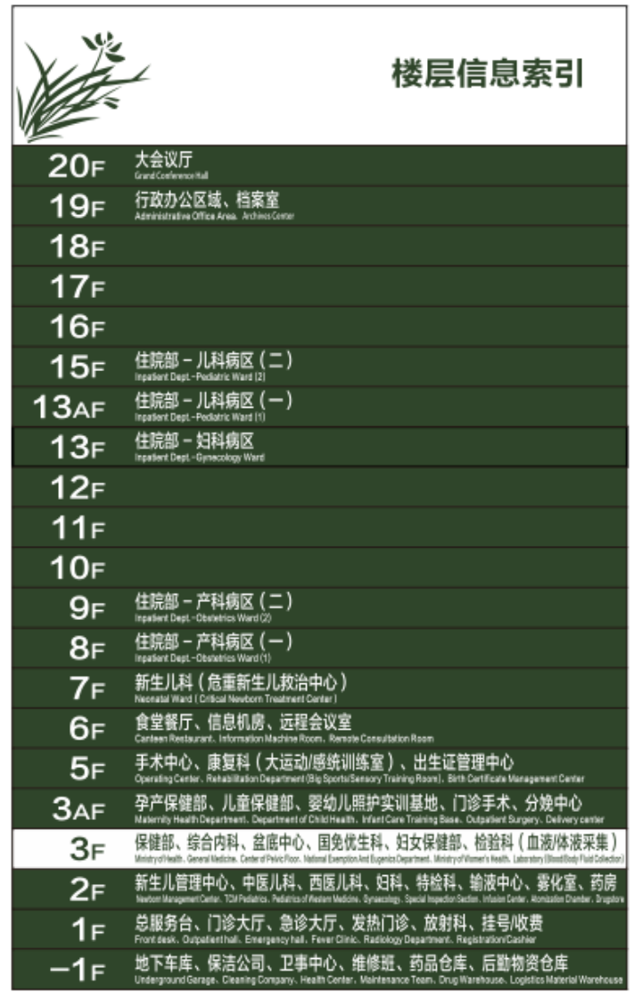 楼层信息索引
20F 大会议厅
Grand Conference Hall
19F 行政办公区域、档案室
Administrative Office Area、Archives Center
18F
17F
16F
15F 住院部－儿科病区（二）
Inpatient Dept.-Pediatric Ward (2)
13AF 住院部－儿科病区（一）
Inpatient Dept.-Pediatric Ward (1)
13F 住院部－妇科病区
Inpatient Dept.-Gynecology Ward
12F
11F
10F
9F 住院部－产科病区（二）
Inpatient Dept.-Obstetrics Ward (2)
8F 住院部－产科病区（一）
Inpatient Dept.-Obstetrics Ward (1)
7F 新生儿科（危重新生儿救治中心）
Neonatal Ward ( Critical Newborn Treatment Center )
6F 食堂餐厅、信息机房、远程会议室
Canteen Restaurant、Information Machine Room、Remote Consultation Room
5F 手术中心、康复科（大运动/感统训练室）、出生证管理中心
Operating Center、Rehabilitation Department (Big Sports/Sensory Training Room)、Birth Certificate Management Center
3AF 孕产保健部、儿童保健部、婴幼儿照护实训基地、门诊手术、分娩中心
Maternity Health Department、Department of Child Health、Infant Care Training Base、Outpatient Surgery、Delivery center
3F 保健部、综合内科、盆底中心、国免优生科、妇女保健部、检验科（血液/体液采集）
Ministry of Health、General Medicine、Center of Pelvic Floor、National Exemption And Eugenics Department、Ministry of Women's Health、Laboratory (Blood/Body Fluid Collection)
2F 新生儿管理中心、中医儿科、西医儿科、妇科、特检科、输液中心、雾化室、药房
Newborn Management Center、TCM Pediatrics、Pediatrics of Western Medicine、Gynaecology、Special Inspection Section、Infusion Center、Atomization Chamber、Drugstore
1F 总服务台、门诊大厅、急诊大厅、发热门诊、放射科、挂号/收费
Front desk、Outpatient hall、Emergency hall、Fever Clinic、Radiology Department、Registration/Cashier
－1F 地下车库、保洁公司、卫事中心、维修班、药品仓库、后勤物资仓库
Underground Garage、Cleaning Company、Health Center、Maintenance Team、Drug Warehouse、Logistics Material Warehouse